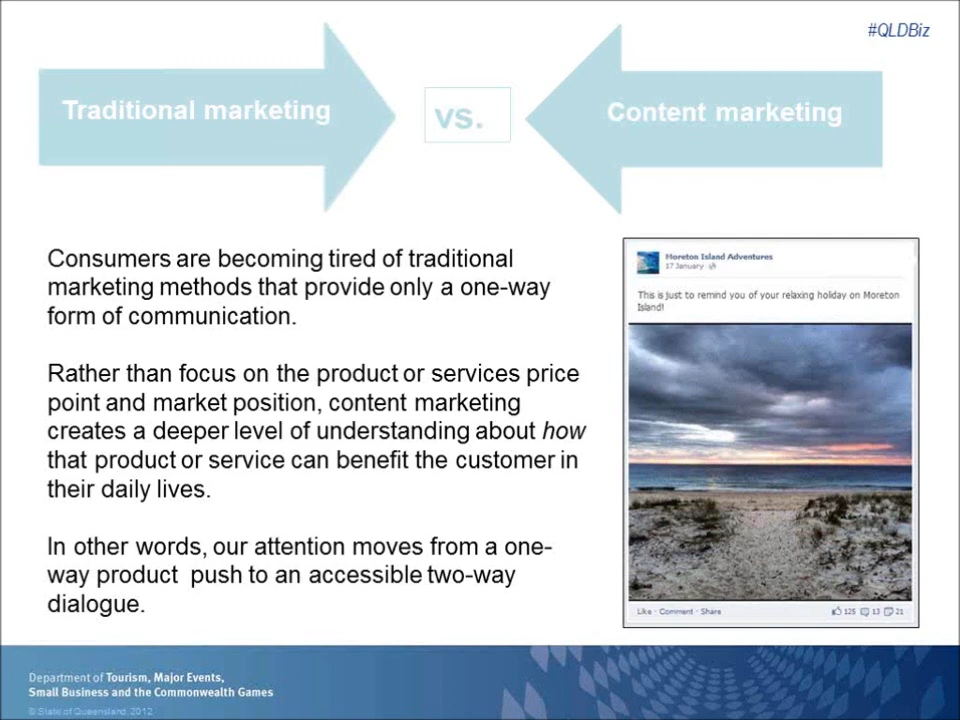 #QLDBiz
Traditional marketing
vs.
Content marketing
Consumers are becoming tired of traditional
marketing methods that provide only a one-way
form of communication.
Rather than focus on the product or services price
point and market position, content marketing
creates a deeper level of understanding about how
that product or service can benefit the customer in
their daily lives.
In other words, our attention moves from a one-
way product push to an accessible two-way
dialogue.
Moreton Island Adventures
17 January
This is just to remind you of your relaxing holiday on Moreton
Island!
Like · Comment · Share
125 13 21
Department of Tourism, Major Events,
Small Business and the Commonwealth Games
© State of Queensland, 2012